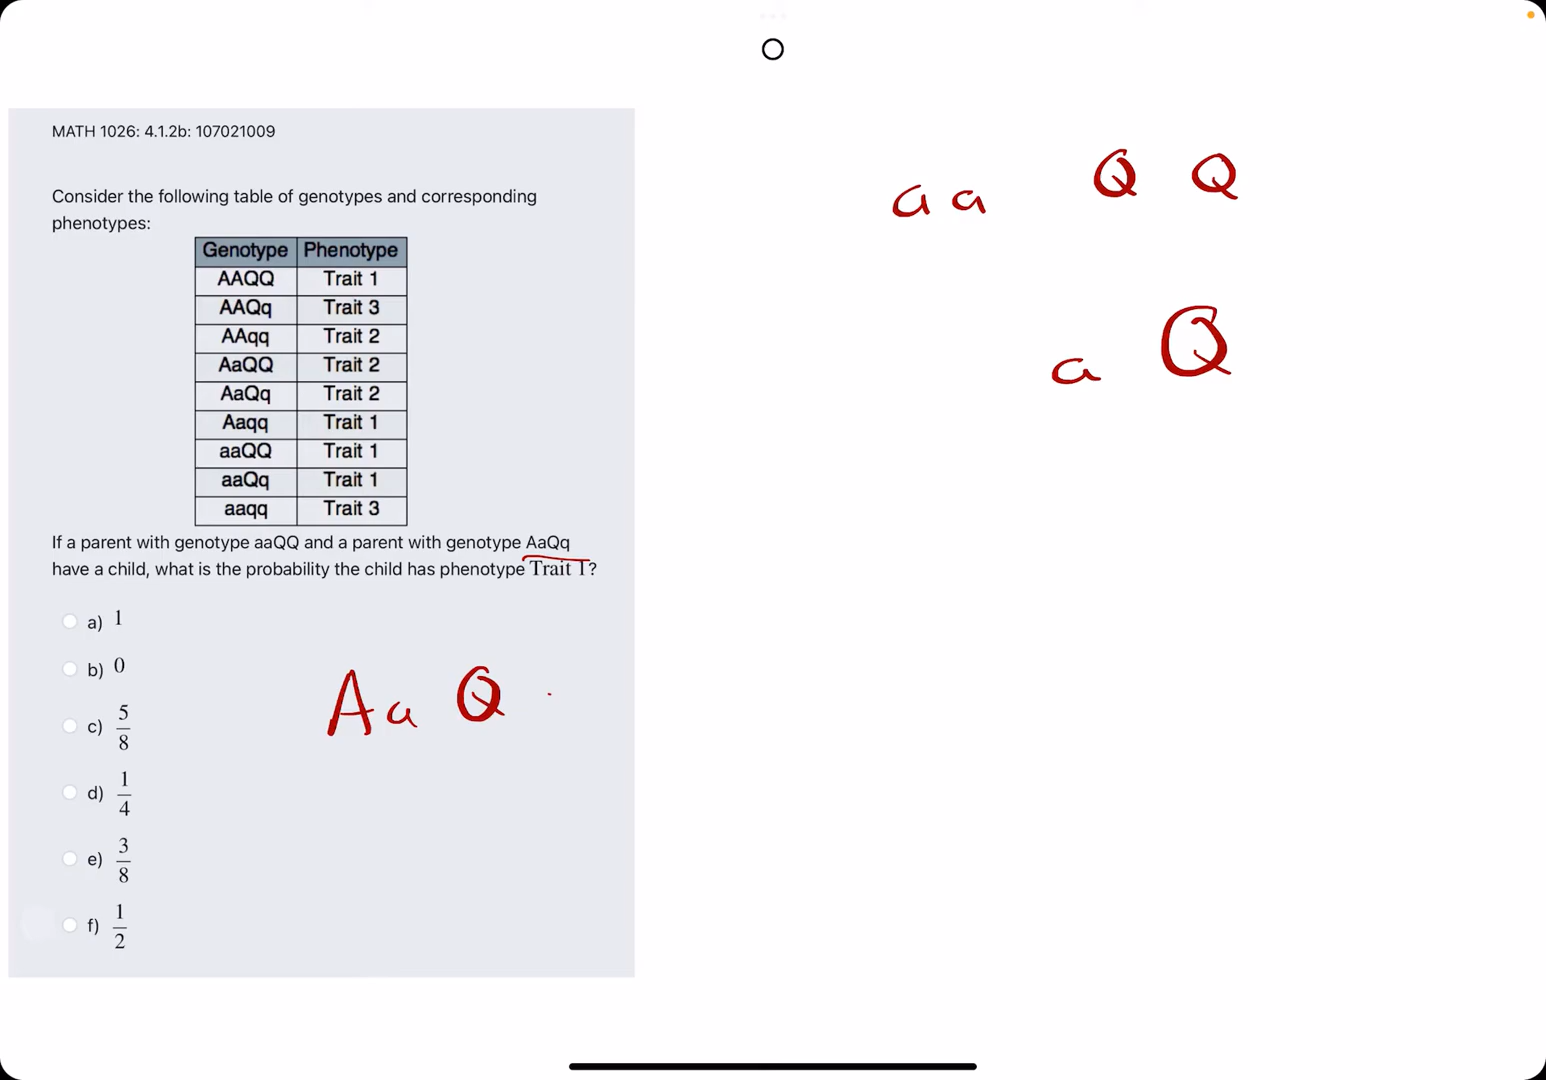 MATH 1026: 4.1.2b: 107021009
Consider the following table of genotypes and corresponding
phenotypes:
Genotype Phenotype
AAQQ Trait 1
AAQq Trait 3
AAqq Trait 2
AaQQ Trait 2
AaQq Trait 2
Aaqq Trait 1
aaQQ Trait 1
aaQq Trait 1
aaqq Trait 3
If a parent with genotype aaQQ and a parent with genotype AaQq
have a child, what is the probability the child has phenotype Trait 1?
a) 1
b) 0
c) 5/8
d) 1/4
e) 3/8
f) 1/2
A a Q
a a Q Q
a Q